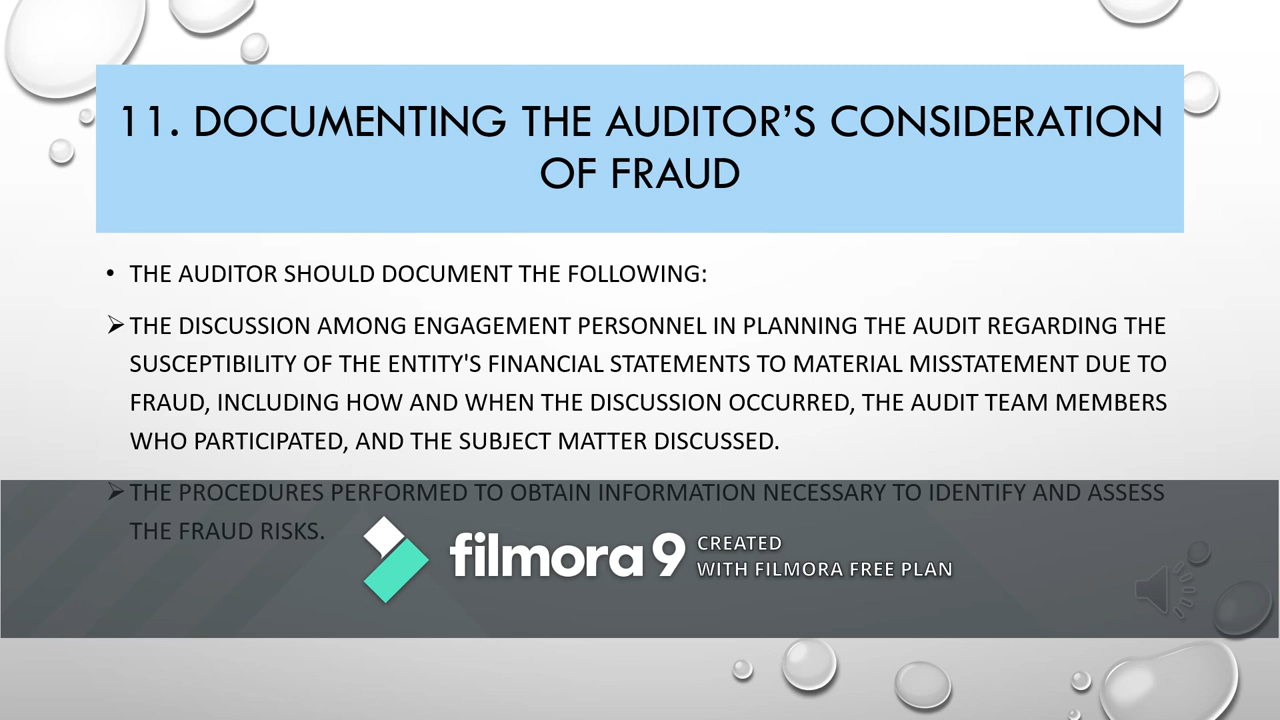 11. DOCUMENTING THE AUDITOR’S CONSIDERATION
OF FRAUD
• THE AUDITOR SHOULD DOCUMENT THE FOLLOWING:
➢ THE DISCUSSION AMONG ENGAGEMENT PERSONNEL IN PLANNING THE AUDIT REGARDING THE
SUSCEPTIBILITY OF THE ENTITY'S FINANCIAL STATEMENTS TO MATERIAL MISSTATEMENT DUE TO
FRAUD, INCLUDING HOW AND WHEN THE DISCUSSION OCCURRED, THE AUDIT TEAM MEMBERS
WHO PARTICIPATED, AND THE SUBJECT MATTER DISCUSSED.
➢ THE PROCEDURES PERFORMED TO OBTAIN INFORMATION NECESSARY TO IDENTIFY AND ASSESS
THE FRAUD RISKS.
filmora 9
CREATED
WITH FILMORA FREE PLAN